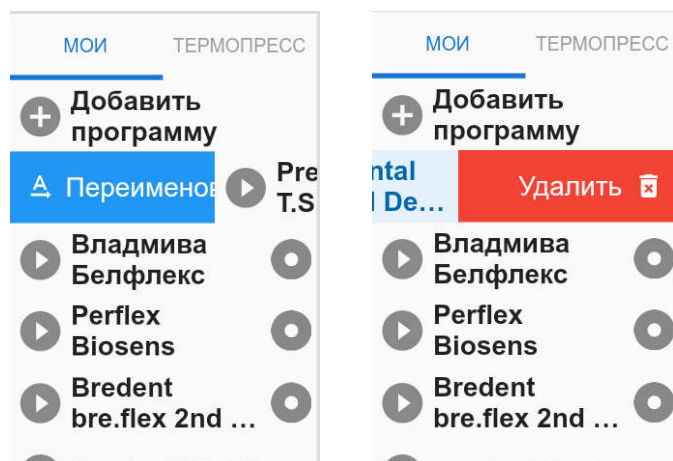 МОИ ТЕРМОПРЕСС
Добавить
программу
Переименов
Pre
T.S
Владмива
Белфлекс
Perflex
Biosens
Bredent
bre.flex 2nd ...
МОИ ТЕРМОПРЕСС
Добавить
программу
ntal
l De...
Удалить
Владмива
Белфлекс
Perflex
Biosens
Bredent
bre.flex 2nd ...